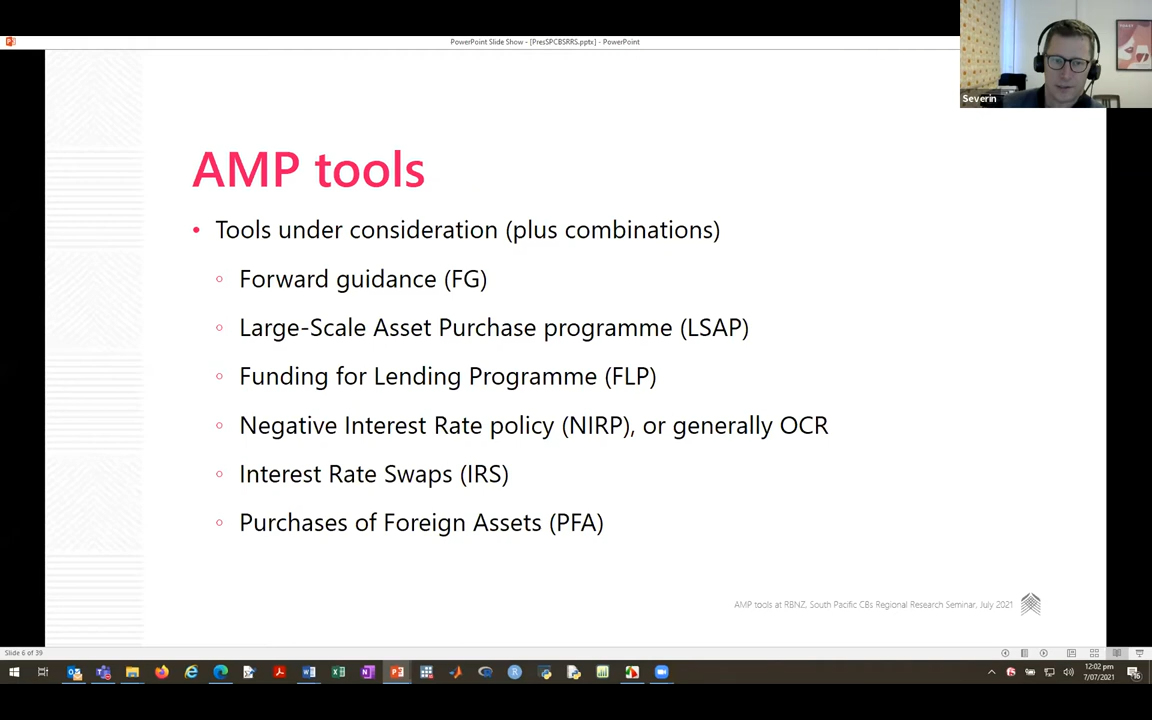 PowerPoint Slide Show - [PresSPCBSRRS.pptx] - PowerPoint
Severin
AMP tools
• Tools under consideration (plus combinations)
Forward guidance (FG)
Large-Scale Asset Purchase programme (LSAP)
Funding for Lending Programme (FLP)
Negative Interest Rate policy (NIRP), or generally OCR
Interest Rate Swaps (IRS)
Purchases of Foreign Assets (PFA)
AMP tools at RBNZ, South Pacific CBs Regional Research Seminar, July 2021
Slide 6 of 39
12:02 pm
7/07/2021